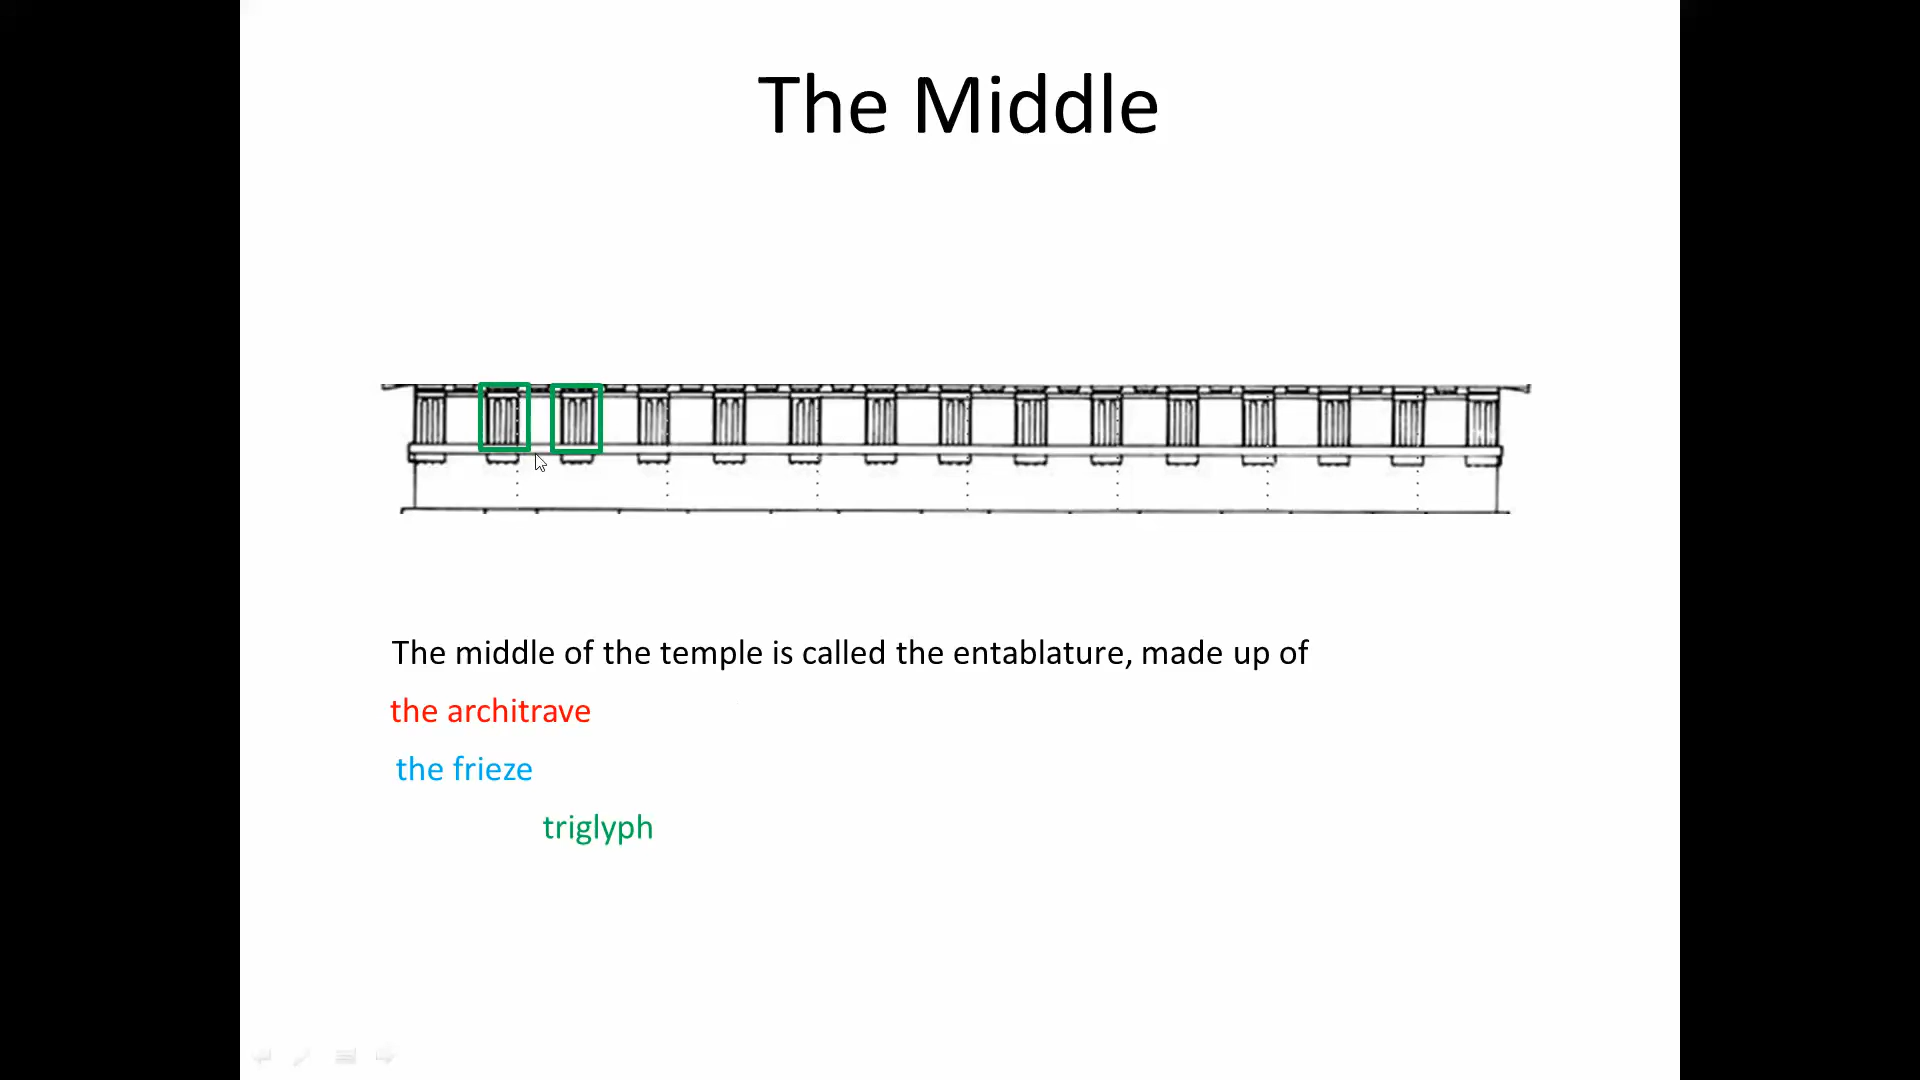 The Middle
The middle of the temple is called the entablature, made up of
the architrave
the frieze
triglyph